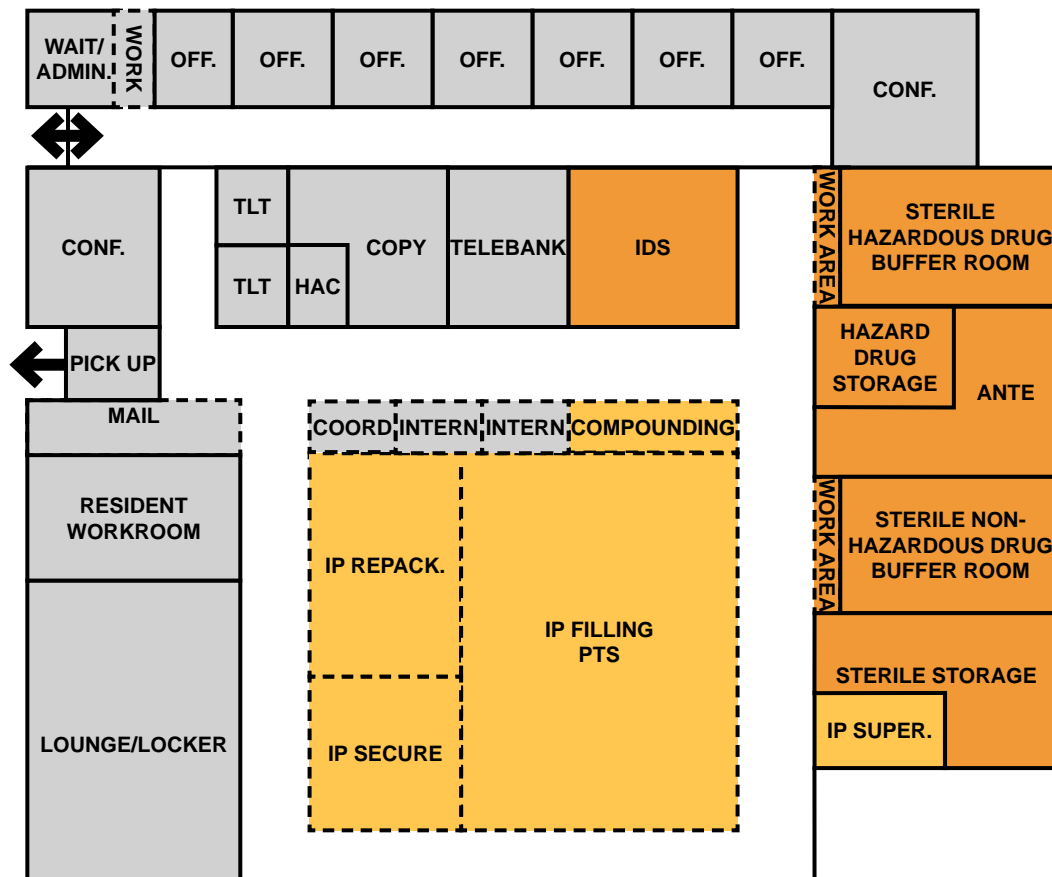 WAIT/
ADMIN.
WORK
OFF.
OFF.
OFF.
OFF.
OFF.
OFF.
OFF.
CONF.
CONF.
TLT
TLT
HAC
COPY
TELEBANK
IDS
WORK AREA
STERILE
HAZARDOUS DRUG
BUFFER ROOM
PICK UP
HAZARD
DRUG
STORAGE
ANTE
MAIL
COORD
INTERN
INTERN
COMPOUNDING
RESIDENT
WORKROOM
WORK AREA
STERILE NON-
HAZARDOUS DRUG
BUFFER ROOM
IP REPACK.
IP FILLING
PTS
STERILE STORAGE
IP SUPER.
LOUNGE/LOCKER
IP SECURE